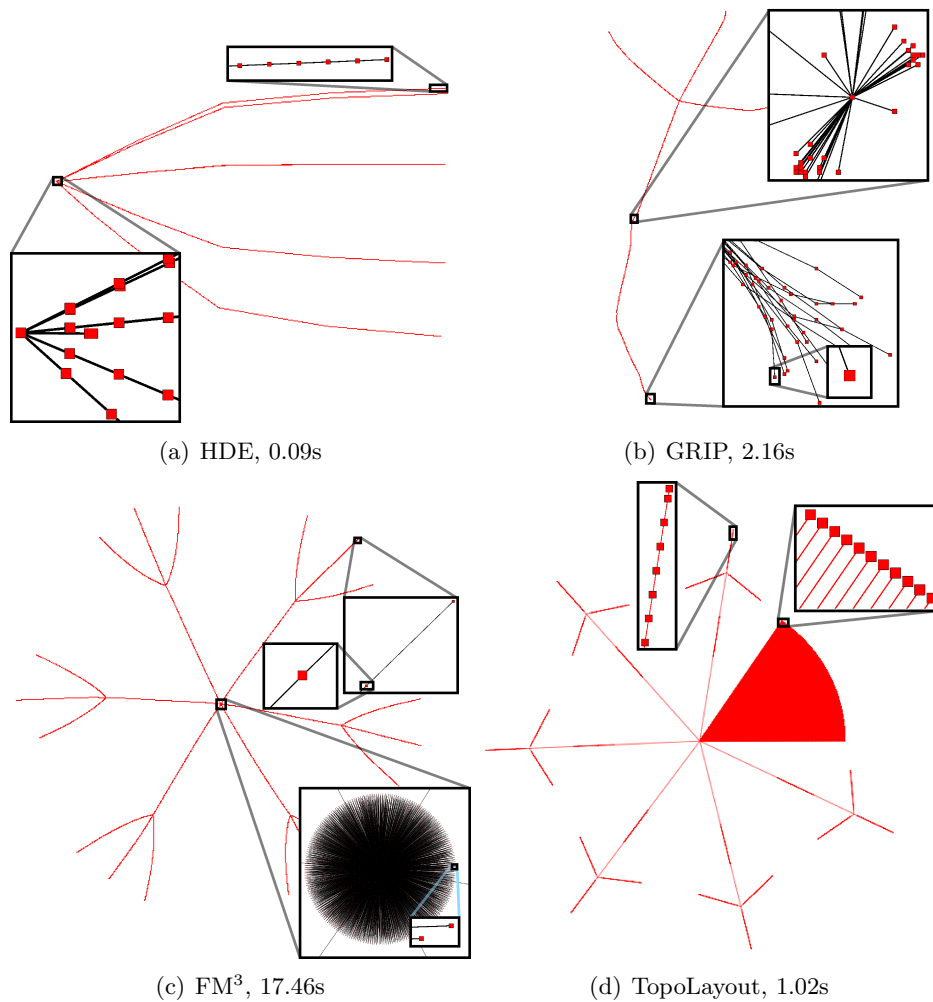 (a) HDE, 0.09s
(b) GRIP, 2.16s
(c) FM³, 17.46s
(d) TopoLayout, 1.02s